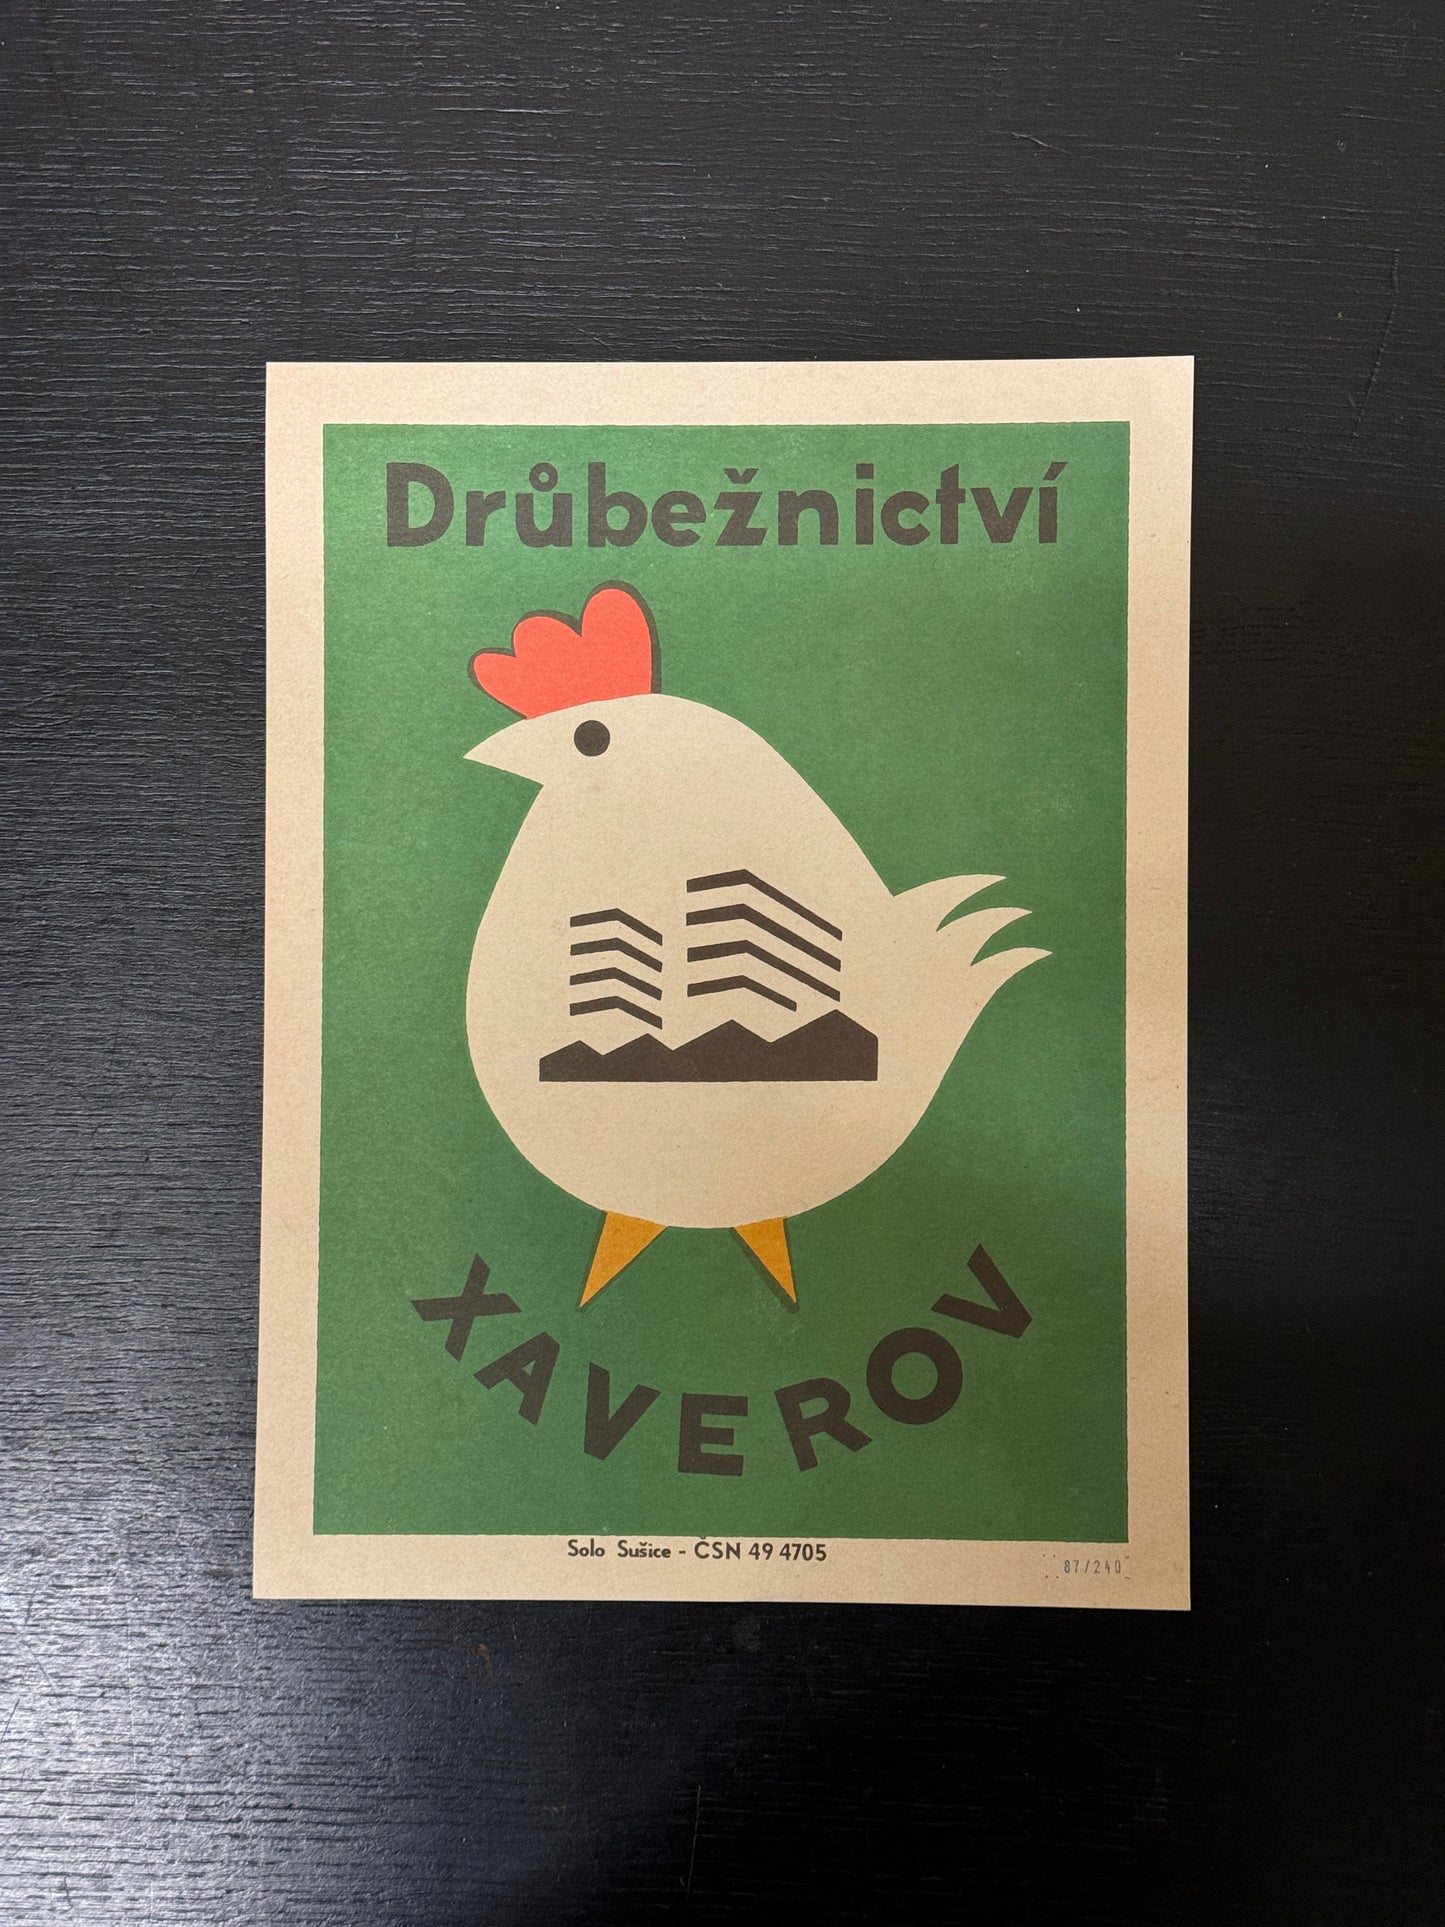 Drůbežnictví
XAVEROV
Solo Sušice - ČSN 49 4705
87/240